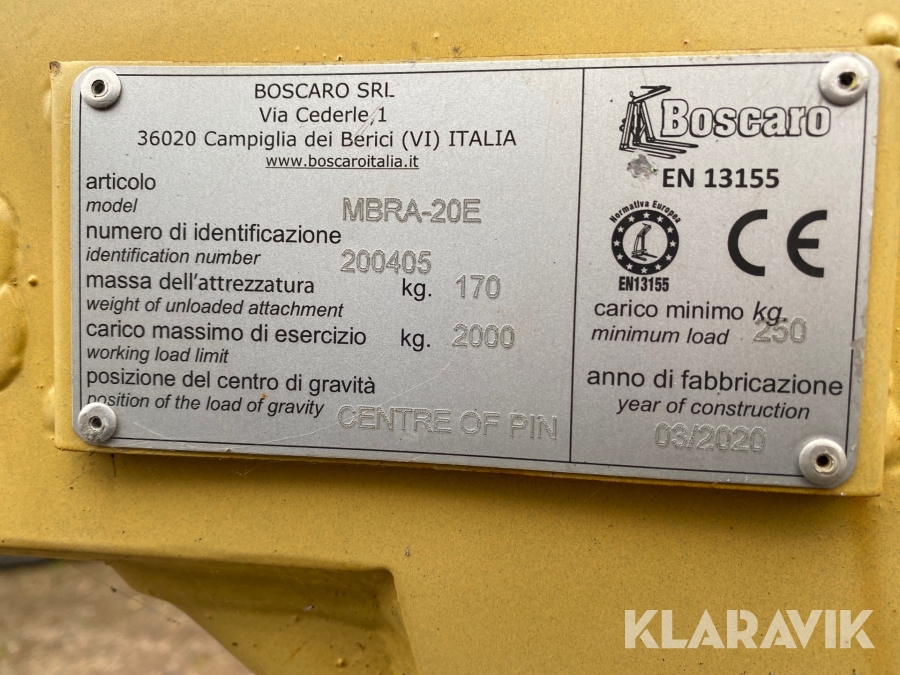 BOSCARO SRL
Via Cederle,1
36020 Campiglia dei Berici (VI) ITALIA
www.boscaroitalia.it
articolo
model MBRA-20E
numero di identificazione
identification number 200405
massa dell'attrezzatura kg. 170
weight of unloaded attachment
carico massimo di esercizio kg. 2000
working load limit
posizione del centro di gravità
position of the load of gravity CENTRE OF PIN
Boscaro
EN 13155
Normativa Europea
EN13155
CE
carico minimo kg.
minimum load 250
anno di fabbricazione
year of construction
03/2020
KLARAVIK